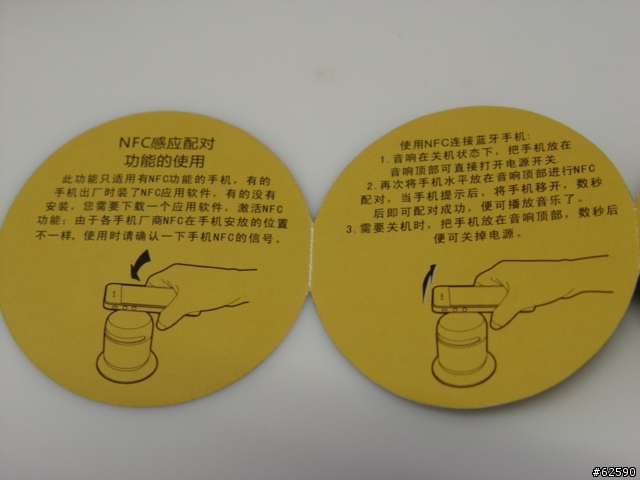 NFC感应配对
功能的使用
此功能只适用有NFC功能的手机，有的
手机出厂时装了NFC应用软件，有的没有
安装，您需要下载一个应用软件，激活NFC
功能；由于各手机厂商NFC在手机安放的位置
不一样，使用时请确认一下手机NFC的信号。
使用NFC连接蓝牙手机:
1.音响在关机状态下，把手机放在
音响顶部可直接打开电源开关.
2.再次将手机水平放在音响顶部进行NFC
配对，当手机提示后，将手机移开，数秒
后即可配对成功，便可播放音乐了。
3.需要关机时，把手机放在音响顶部，数秒后
便可关掉电源。
#62590